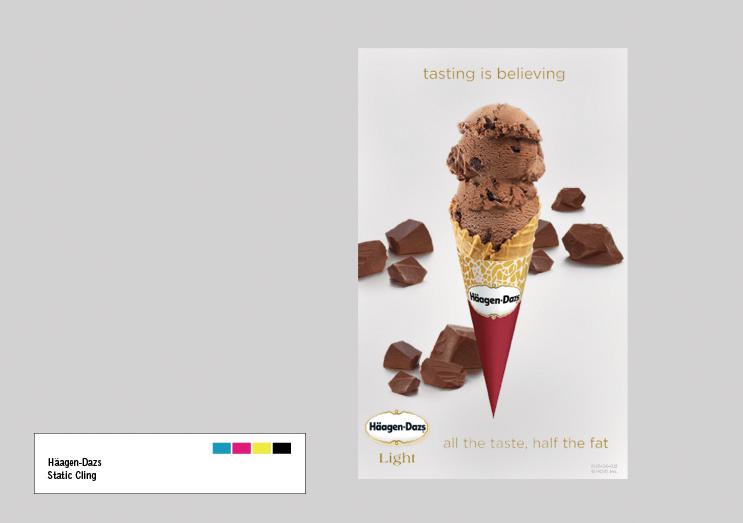 tasting is believing
Häagen-Dazs
Häagen-Dazs
Light
all the taste, half the fat
Häagen-Dazs
Static Cling